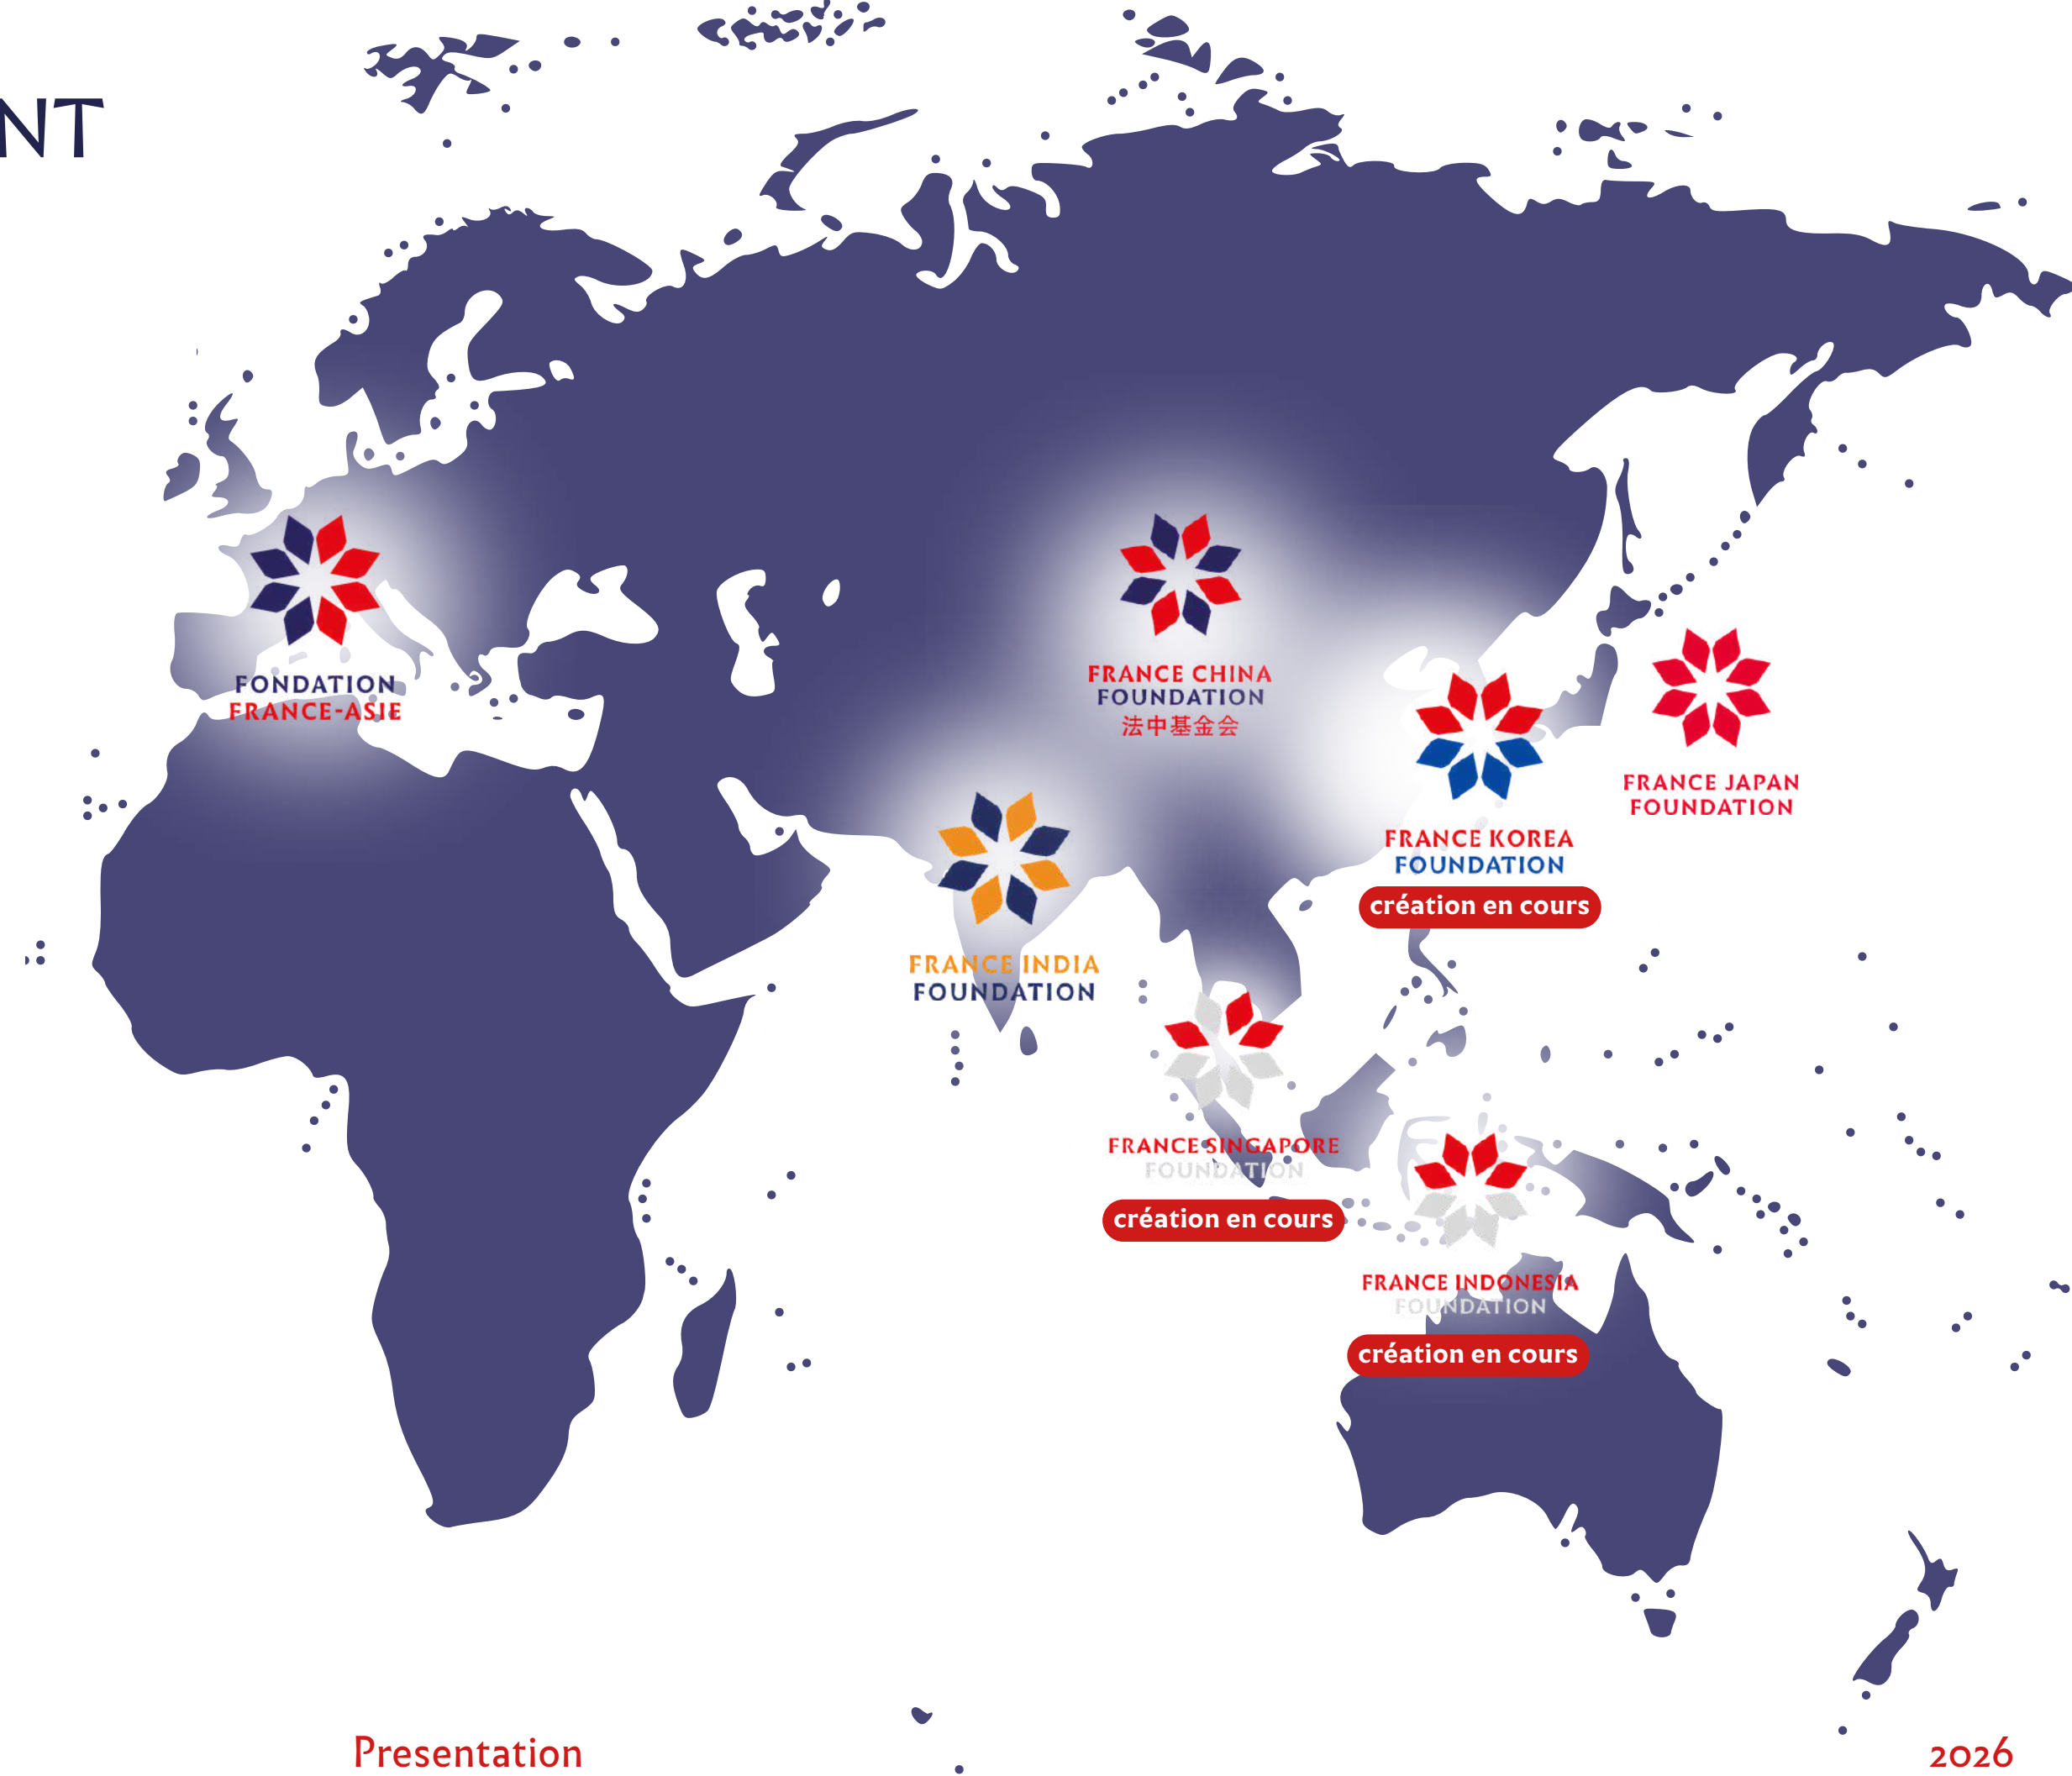 NT
FONDATION
FRANCE-ASIE
FRANCE CHINA
FOUNDATION
法中基金会
FRANCE JAPAN
FOUNDATION
FRANCE KOREA
FOUNDATION
création en cours
FRANCE INDIA
FOUNDATION
FRANCE SINGAPORE
FOUNDATION
création en cours
FRANCE INDONESIA
FOUNDATION
création en cours
Presentation
2026